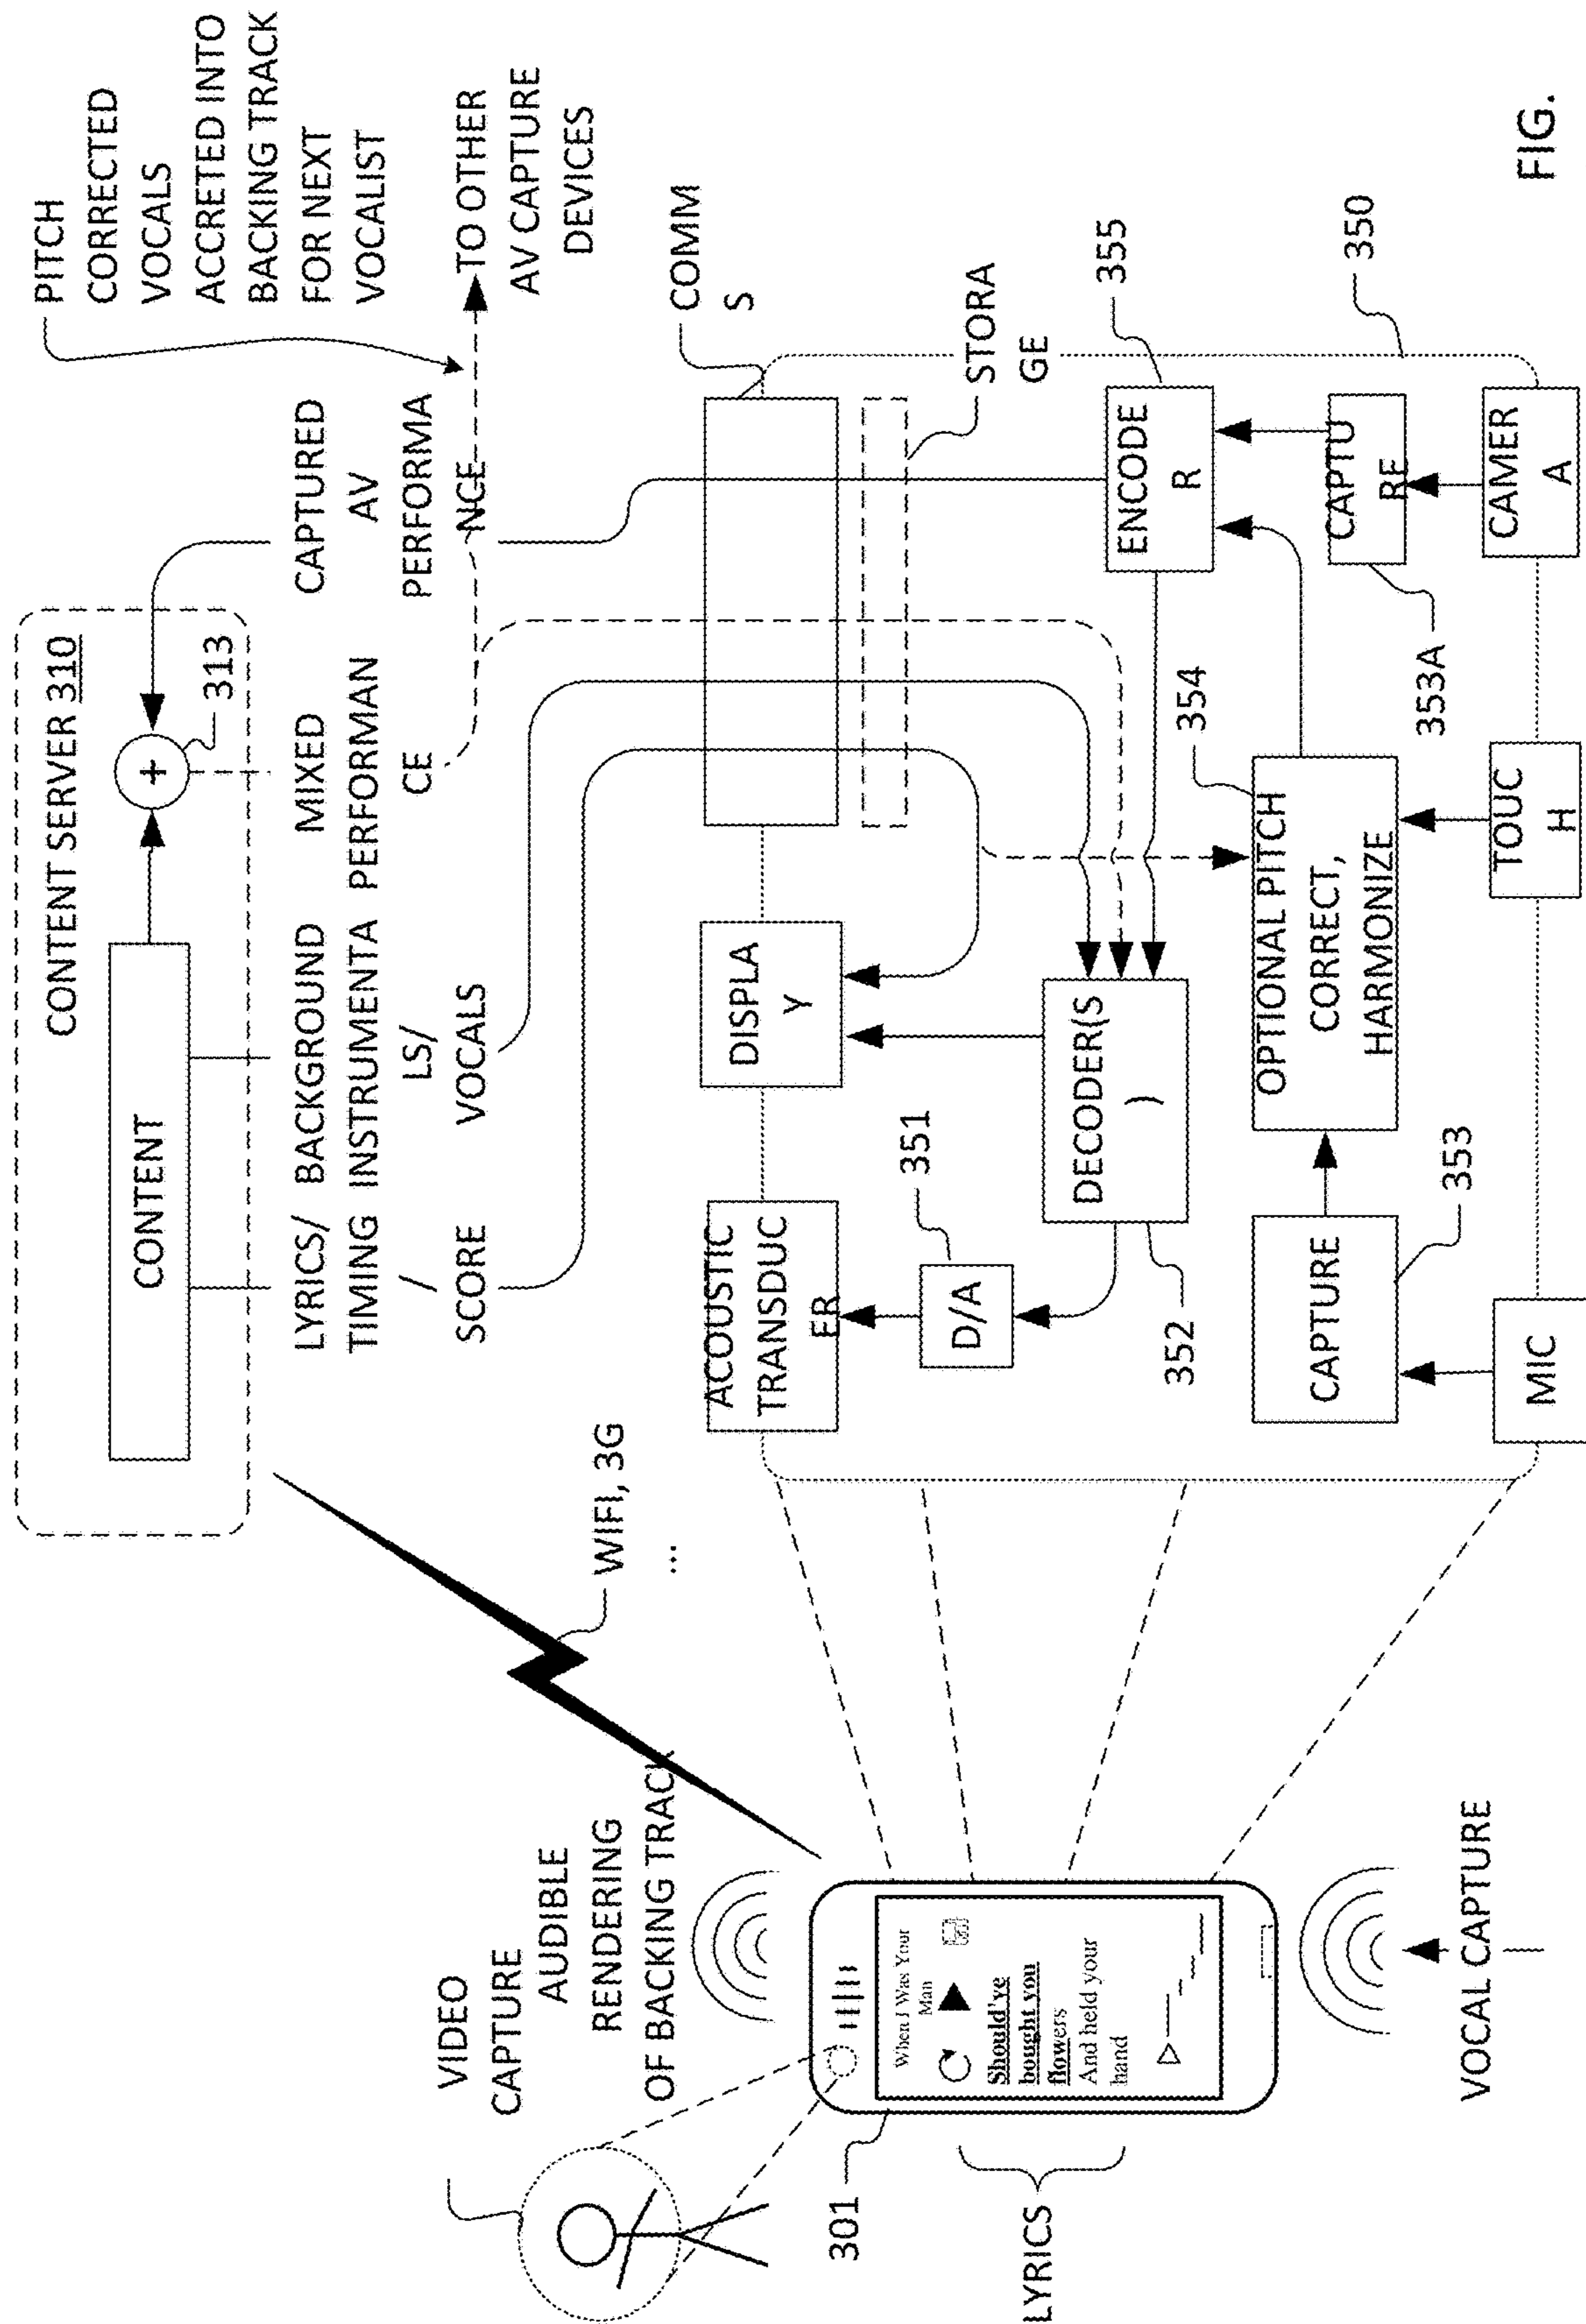 PITCH
CORRECTED
VOCALS
ACCRETED INTO
BACKING TRACK
FOR NEXT
VOCALIST
TO OTHER
AV CAPTURE
DEVICES
CONTENT SERVER 310
CONTENT
+
313
LYRICS/
TIMING
/
SCORE
BACKGROUND
INSTRUMENTA
LS/
VOCALS
MIXED
PERFORMAN
CE
CAPTURED
AV
PERFORMA
NCE
WIFI, 3G
...
COMM
S
STORA
GE
ACOUSTIC
TRANSDUC
ER
DISPLA
Y
D/A
351
DECODER(S
)
352
ENCODE
R
355
OPTIONAL PITCH
CORRECT,
HARMONIZE
354
CAPTURE
353
CAPTU
RE
353A
MIC
TOUC
H
CAMER
A
350
VIDEO
CAPTURE
AUDIBLE
RENDERING
OF BACKING TRACK
When I Was Your
Man
Should've
bought you
flowers
And held your
hand
301
LYRICS
VOCAL CAPTURE
FIG.